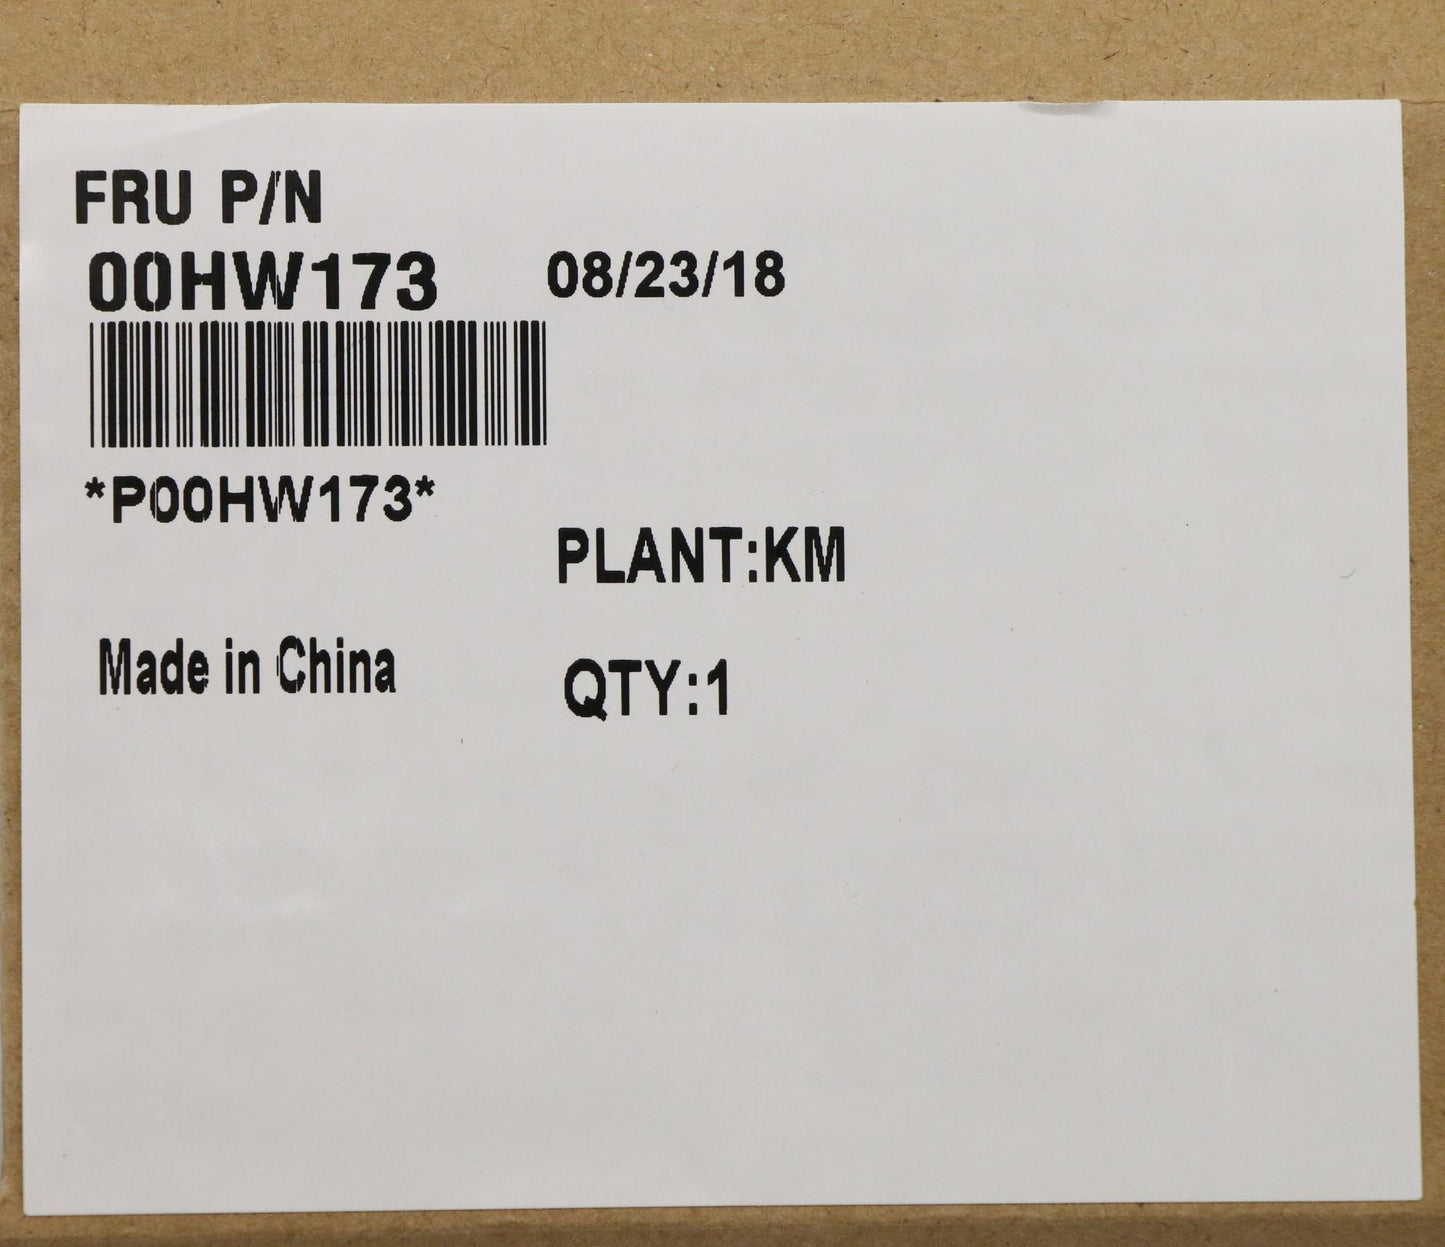 FRU P/N
00HW173 08/23/18
*P00HW173*
PLANT:KM
Made in China
QTY:1